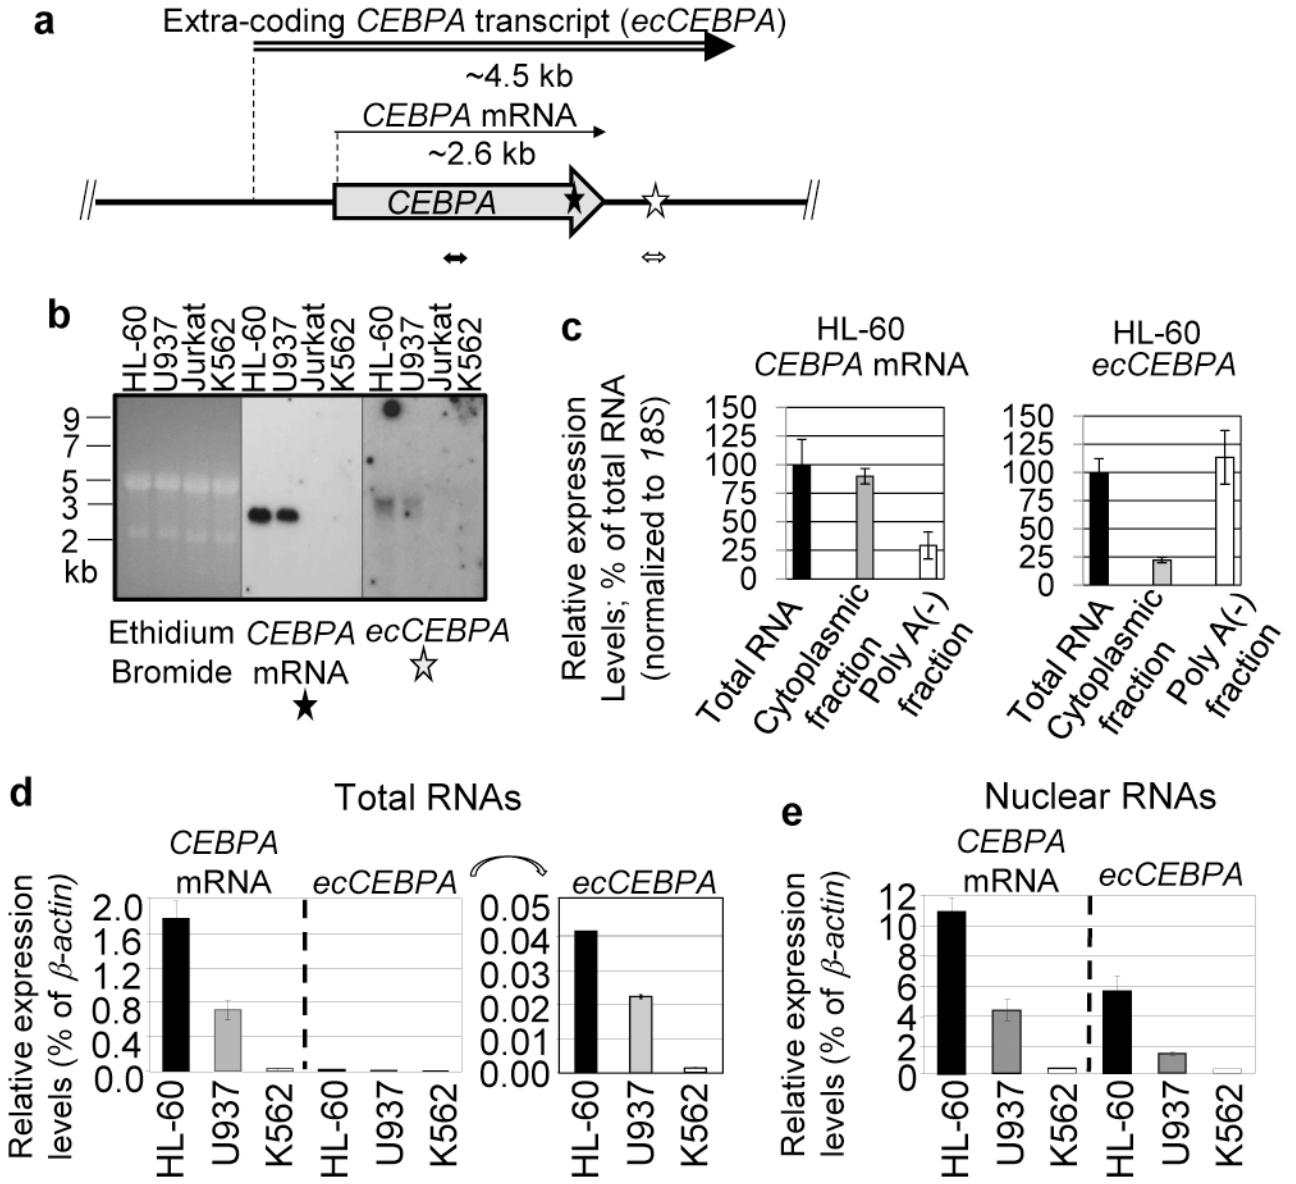 a
Extra-coding CEBPA transcript (ecCEBPA)
~4.5 kb
CEBPA mRNA
~2.6 kb
CEBPA
b
HL-60
U937
Jurkat
K562
HL-60
U937
Jurkat
K562
HL-60
U937
Jurkat
K562
9
7
5
3
2
kb
Ethidium
Bromide
CEBPA
mRNA
ecCEBPA
c
Relative expression
Levels; % of total RNA
(normalized to 18S)
HL-60
CEBPA mRNA
150
125
100
75
50
25
0
Total RNA
Cytoplasmic
fraction
Poly A(-)
fraction
HL-60
ecCEBPA
150
125
100
75
50
25
0
Total RNA
Cytoplasmic
fraction
Poly A(-)
fraction
d
Total RNAs
Relative expression
levels (% of β-actin)
CEBPA
mRNA
ecCEBPA
2.0
1.6
1.2
0.8
0.4
0.0
HL-60
U937
K562
HL-60
U937
K562
ecCEBPA
0.05
0.04
0.03
0.02
0.01
0.00
HL-60
U937
K562
e
Nuclear RNAs
Relative expression
levels (% of β-actin)
CEBPA
mRNA
ecCEBPA
12
10
8
6
4
2
0
HL-60
U937
K562
HL-60
U937
K562